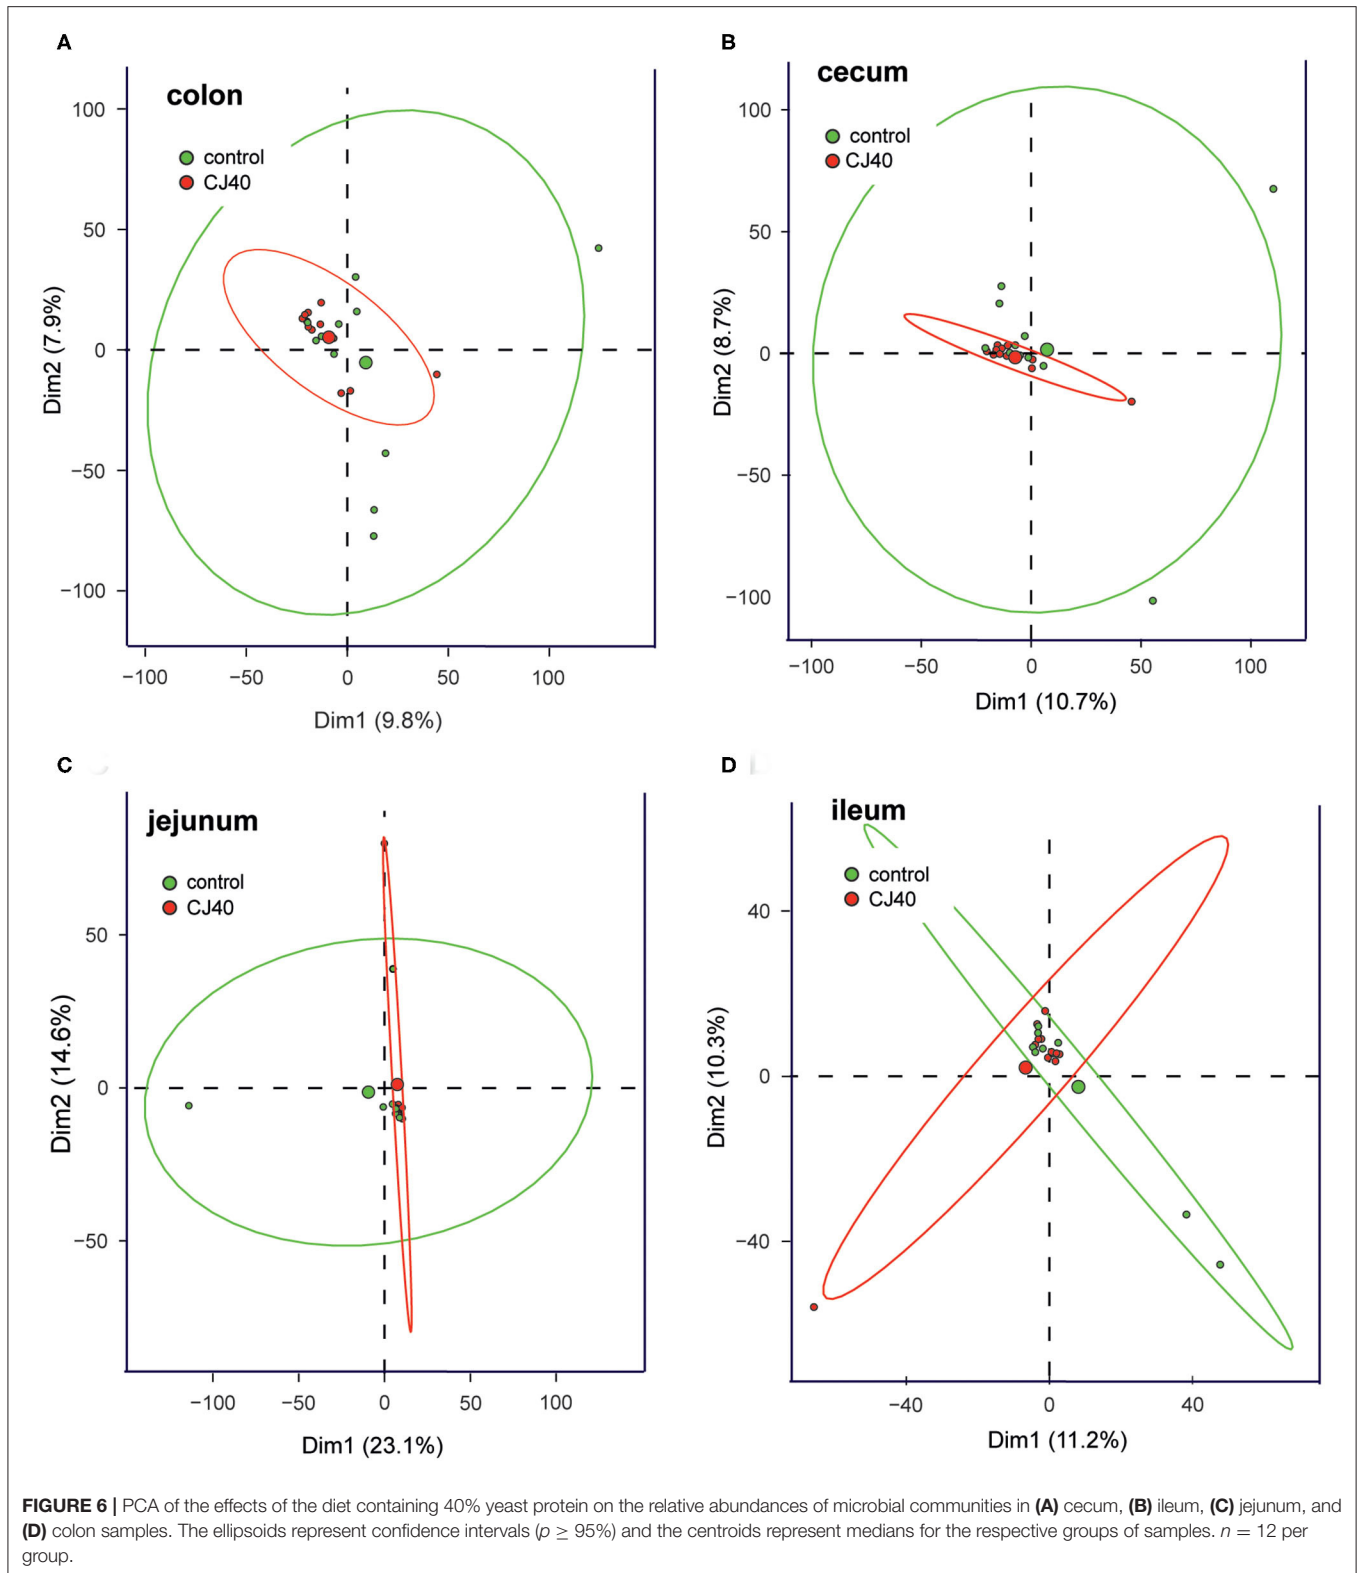 A
colon
control
CJ40
100
50
0
−50
−100
−100
−50
0
50
100
Dim2 (7.9%)
Dim1 (9.8%)
B
cecum
control
CJ40
100
50
0
−50
−100
−100
−50
0
50
100
Dim2 (8.7%)
Dim1 (10.7%)
C
jejunum
control
CJ40
50
0
−50
−100
−50
0
50
100
Dim2 (14.6%)
Dim1 (23.1%)
D
ileum
control
CJ40
40
0
−40
−40
0
40
Dim2 (10.3%)
Dim1 (11.2%)
FIGURE 6 | PCA of the effects of the diet containing 40% yeast protein on the relative abundances of microbial communities in (A) cecum, (B) ileum, (C) jejunum, and
(D) colon samples. The ellipsoids represent confidence intervals (p ≥ 95%) and the centroids represent medians for the respective groups of samples. n = 12 per
group.